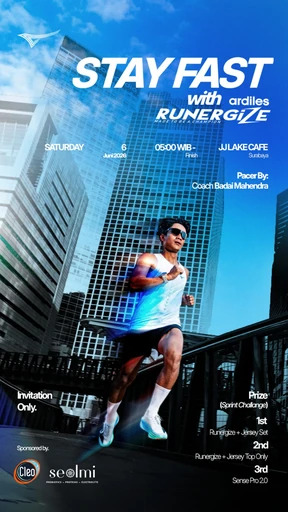 STAY FAST
with ardiles
RUNERGIZE
MADE TO BE A CHAMPION
SATURDAY
6
Juni 2026
05:00 WIB -
Finish
JJ LAKE CAFE
Surabaya
Pacer By:
Coach Badai Mahendra
Invitation
Only.
Prize
(Sprint Challange)
1st
Runergize + Jersey Set
2nd
Runergize + Jersey Top Only
3rd
Sense Pro 2.0
Sponsored by.
Cleo
seolmi